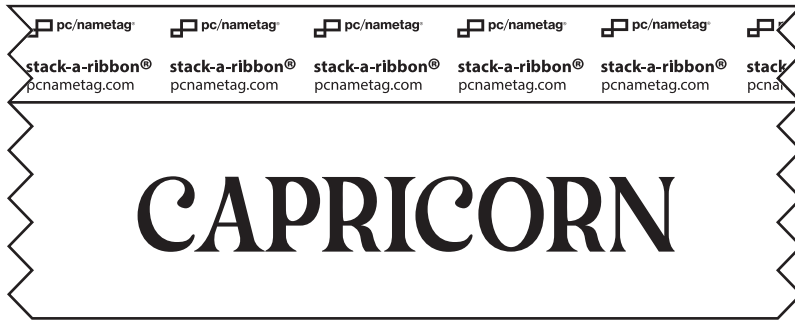 pc/nametag® pc/nametag® pc/nametag® pc/nametag® pc/nametag®
stack-a-ribbon® stack-a-ribbon® stack-a-ribbon® stack-a-ribbon® stack-a-ribbon® stack
pcnametag.com pcnametag.com pcnametag.com pcnametag.com pcnametag.com
CAPRICORN